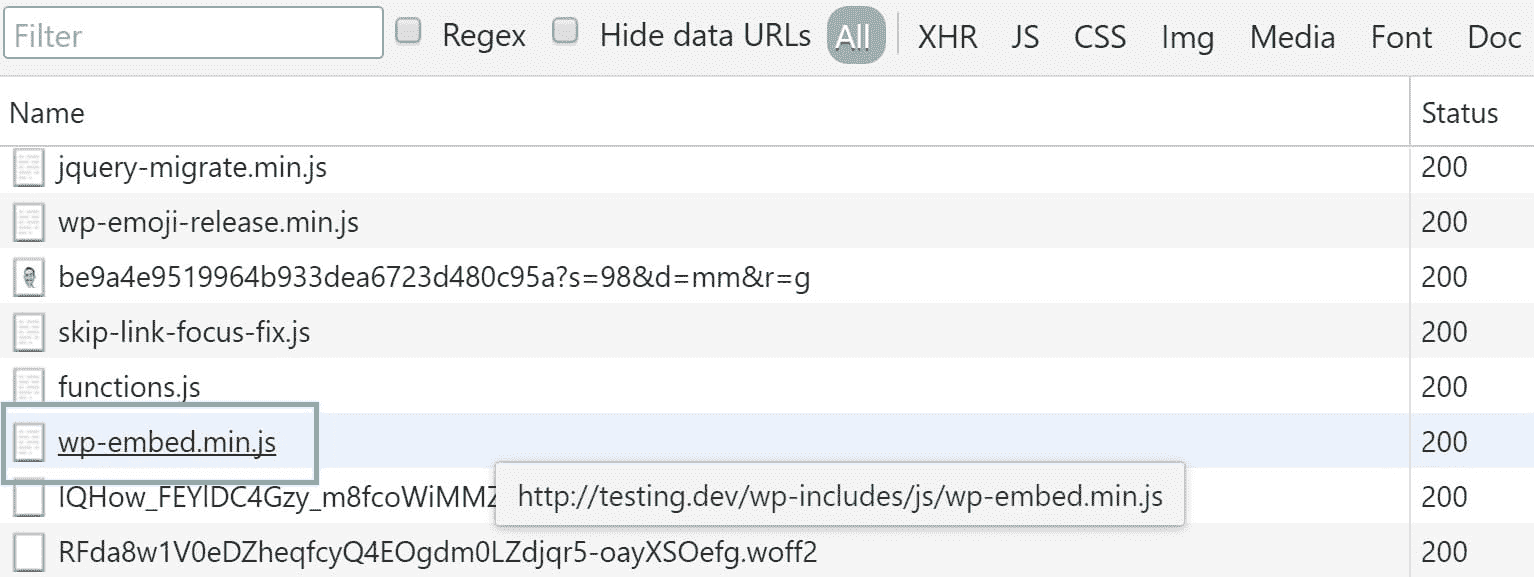 Filter Regex Hide data URLs All XHR JS CSS Img Media Font Doc
Name Status
jquery-migrate.min.js 200
wp-emoji-release.min.js 200
be9a4e9519964b933dea6723d480c95a?s=98&d=mm&r=g 200
skip-link-focus-fix.js 200
functions.js 200
wp-embed.min.js 200
IQHow_FEYlDC4Gzy_m8fcoWiMMZ http://testing.dev/wp-includes/js/wp-embed.min.js 200
RFda8w1V0eDZheqfcyQ4EOgdm0LZdjqr5-oayXSOefg.woff2 200